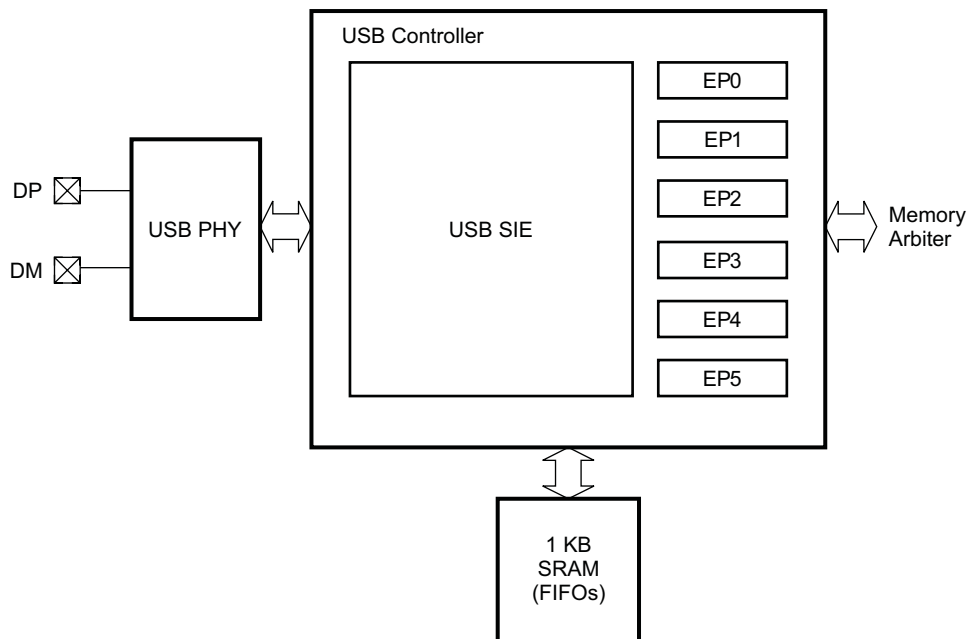 USB Controller
EP0
EP1
DP
EP2
USB PHY
USB SIE
Memory
Arbiter
DM
EP3
EP4
EP5
1 KB
SRAM
(FIFOs)